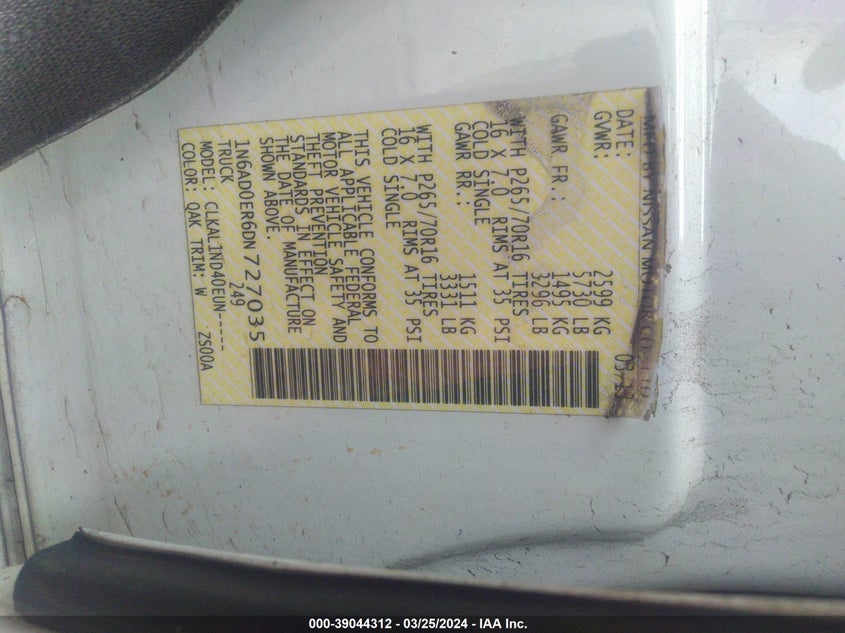 MFD BY NISSAN MOTOR CO., LTD.
DATE: 03/13
GVWR: 2599 KG
5730 LB
GAWR FR.: 1495 KG
3296 LB
WITH P265/70R16 TIRES
16 X 7.0 RIMS AT 35 PSI
COLD SINGLE
GAWR RR.: 1511 KG
3331 LB
WITH P265/70R16 TIRES
16 X 7.0 RIMS AT 35 PSI
COLD SINGLE
THIS VEHICLE CONFORMS TO
ALL APPLICABLE FEDERAL
MOTOR VEHICLE SAFETY AND
THEFT PREVENTION
STANDARDS IN EFFECT ON
THE DATE OF MANUFACTURE
SHOWN ABOVE.
1N6AD0ER6DN727035
TRUCK 249
MODEL: CLKALIND40EUN-----
COLOR: QAK TRIM: W ZS00A
000-39044312 - 03/25/2024 - IAA Inc.